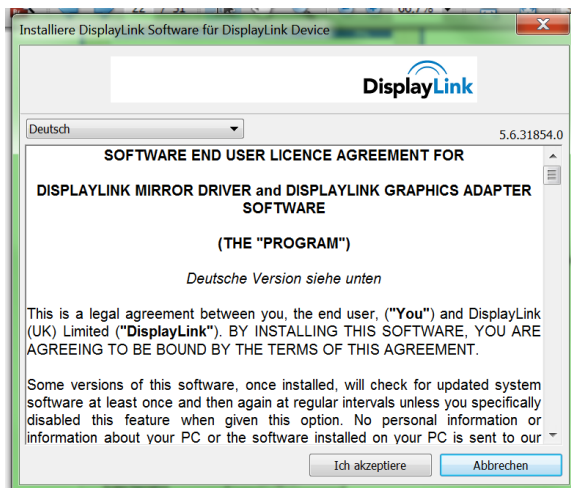 22 / 31 66,7%
Installiere DisplayLink Software für DisplayLink Device
DisplayLink
Deutsch
5.6.31854.0
SOFTWARE END USER LICENCE AGREEMENT FOR
DISPLAYLINK MIRROR DRIVER and DISPLAYLINK GRAPHICS ADAPTER
SOFTWARE
(THE "PROGRAM")
Deutsche Version siehe unten
This is a legal agreement between you, the end user, ("You") and DisplayLink
(UK) Limited ("DisplayLink"). BY INSTALLING THIS SOFTWARE, YOU ARE
AGREEING TO BE BOUND BY THE TERMS OF THIS AGREEMENT.
Some versions of this software, once installed, will check for updated system
software at least once and then again at regular intervals unless you specifically
disabled this feature when given this option. No personal information or
information about your PC or the software installed on your PC is sent to our
Ich akzeptiere Abbrechen